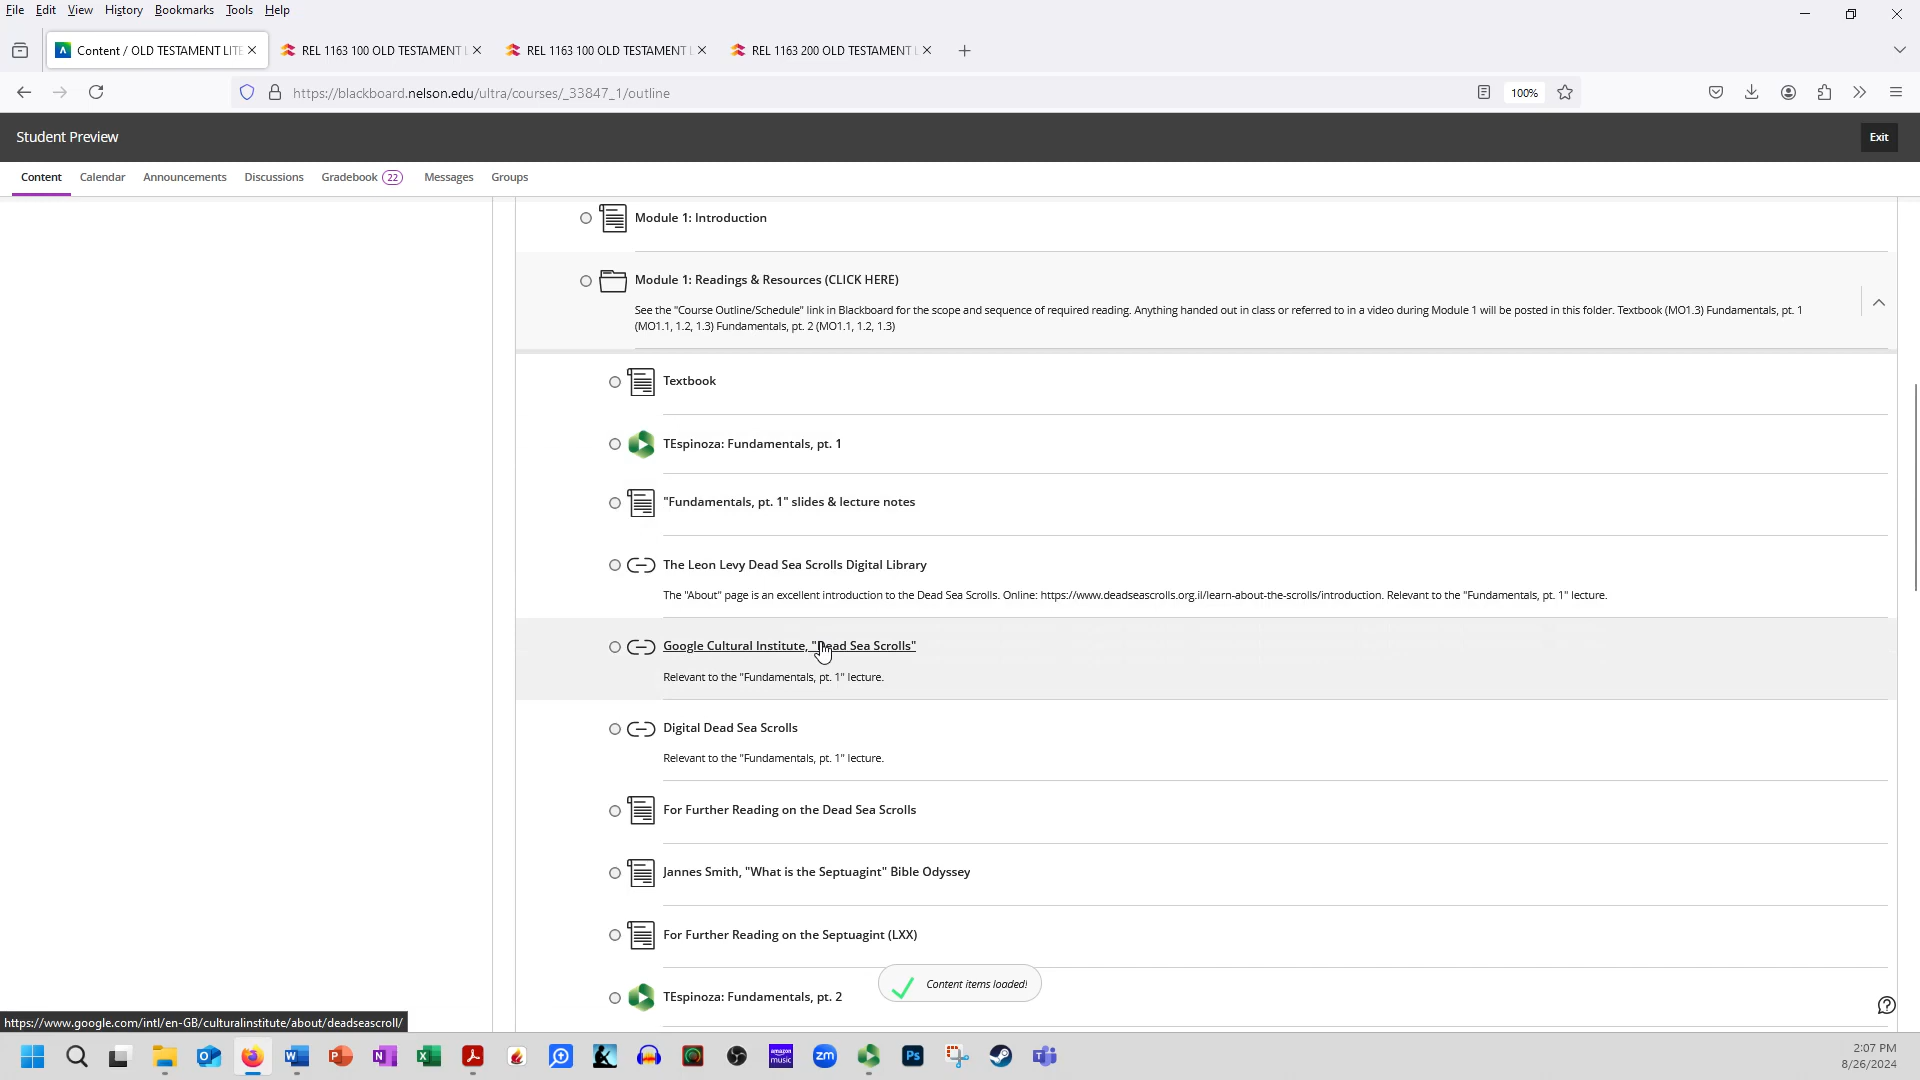 File Edit View History Bookmarks Tools Help
Content / OLD TESTAMENT LITE
REL 1163 100 OLD TESTAMENT L
REL 1163 100 OLD TESTAMENT L
REL 1163 200 OLD TESTAMENT L
https://blackboard.nelson.edu/ultra/courses/_33847_1/outline
100%
Student Preview
Exit
Content Calendar Announcements Discussions Gradebook 22 Messages Groups
Module 1: Introduction
Module 1: Readings & Resources (CLICK HERE)
See the "Course Outline/Schedule" link in Blackboard for the scope and sequence of required reading. Anything handed out in class or referred to in a video during Module 1 will be posted in this folder. Textbook (MO1.3) Fundamentals, pt. 1
(MO1.1, 1.2, 1.3) Fundamentals, pt. 2 (MO1.1, 1.2, 1.3)
Textbook
TEspinoza: Fundamentals, pt. 1
"Fundamentals, pt. 1" slides & lecture notes
The Leon Levy Dead Sea Scrolls Digital Library
The "About" page is an excellent introduction to the Dead Sea Scrolls. Online: https://www.deadseascrolls.org.il/learn-about-the-scrolls/introduction. Relevant to the "Fundamentals, pt. 1" lecture.
Google Cultural Institute, "Dead Sea Scrolls"
Relevant to the "Fundamentals, pt. 1" lecture.
Digital Dead Sea Scrolls
Relevant to the "Fundamentals, pt. 1" lecture.
For Further Reading on the Dead Sea Scrolls
Jannes Smith, "What is the Septuagint" Bible Odyssey
For Further Reading on the Septuagint (LXX)
Content items loaded!
TEspinoza: Fundamentals, pt. 2
https://www.google.com/intl/en-GB/culturalinstitute/about/deadseascroll/
amazon music
zm
Ps
2:07 PM
8/26/2024